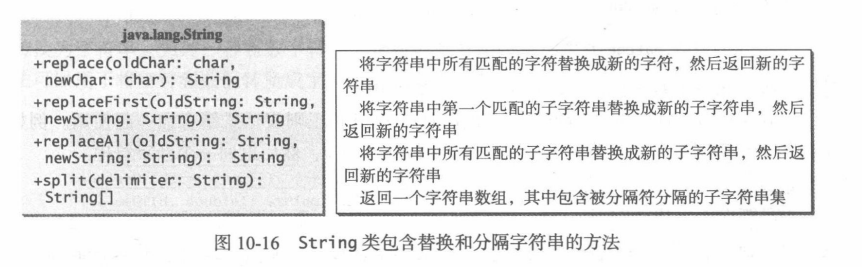 java.lang.String
+replace(oldChar: char,
newChar: char): String
+replaceFirst(oldString: String,
newString: String): String
+replaceAll(oldString: String,
newString: String): String
+split(delimiter: String):
String[]
将字符串中所有匹配的字符替换成新的字符，然后返回新的字
符串
将字符串中第一个匹配的子字符串替换成新的子字符串，然后
返回新的字符串
将字符串中所有匹配的子字符串替换成新的子字符串，然后返
回新的字符串
返回一个字符串数组，其中包含被分隔符分隔的子字符串集
图 10-16 String 类包含替换和分隔字符串的方法